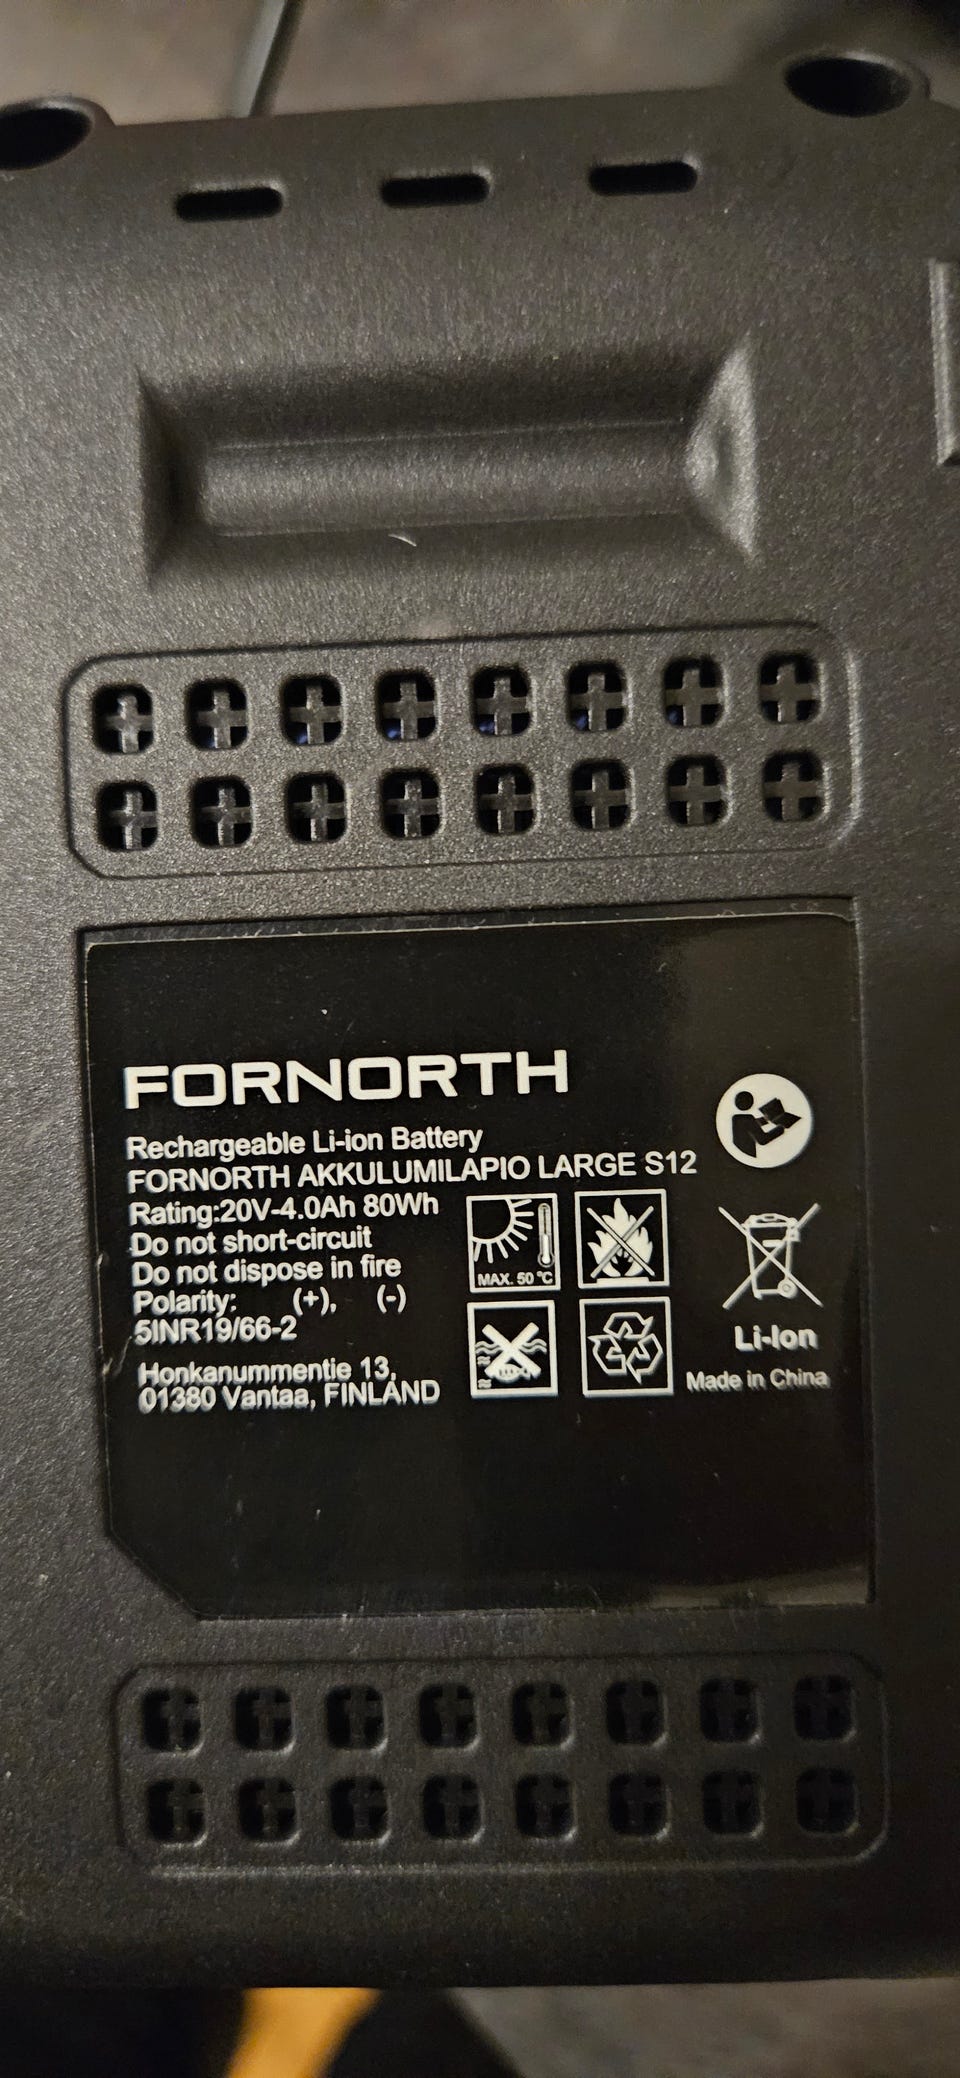 FORNORTH
Rechargeable Li-ion Battery
FORNORTH AKKULUMILAPIO LARGE S12
Rating:20V-4.0Ah 80Wh
Do not short-circuit
Do not dispose in fire
Polarity: (+), (-)
5INR19/66-2
Honkanummentie 13,
01380 Vantaa, FINLAND
MAX. 50 °C
Li-Ion
Made in China